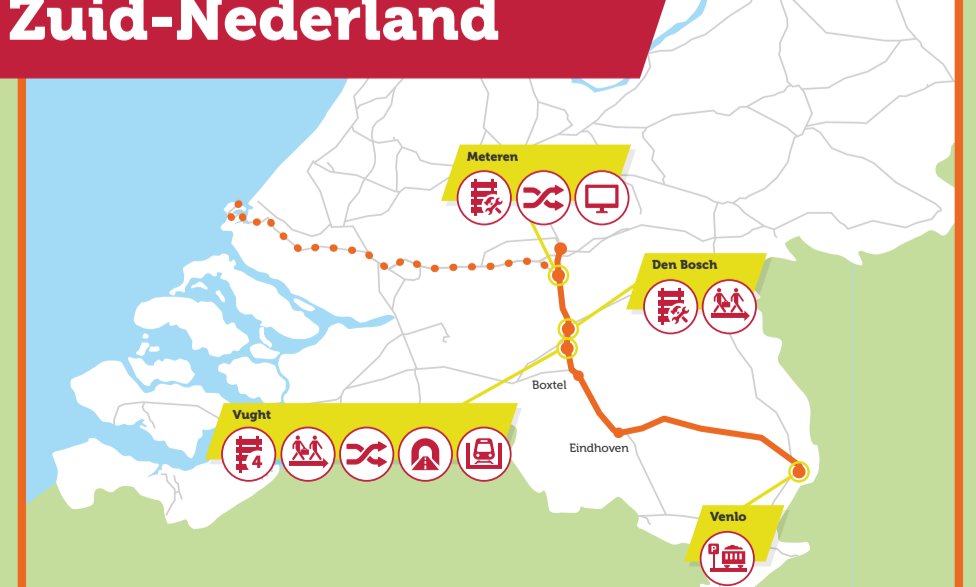 Zuid-Nederland
Meteren
Den Bosch
Boxtel
Vught
4
Eindhoven
Venlo
P